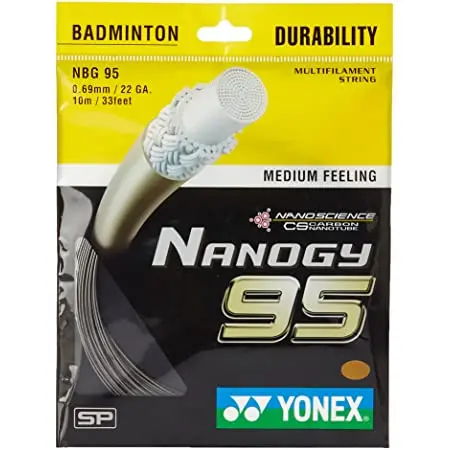 BADMINTON
DURABILITY
NBG 95
0.69mm / 22 GA.
10m / 33feet
MULTIFILAMENT
STRING
MEDIUM FEELING
NANOSCIENCE
CS CARBON
NANOTUBE
NANOGY
95
SP
YONEX